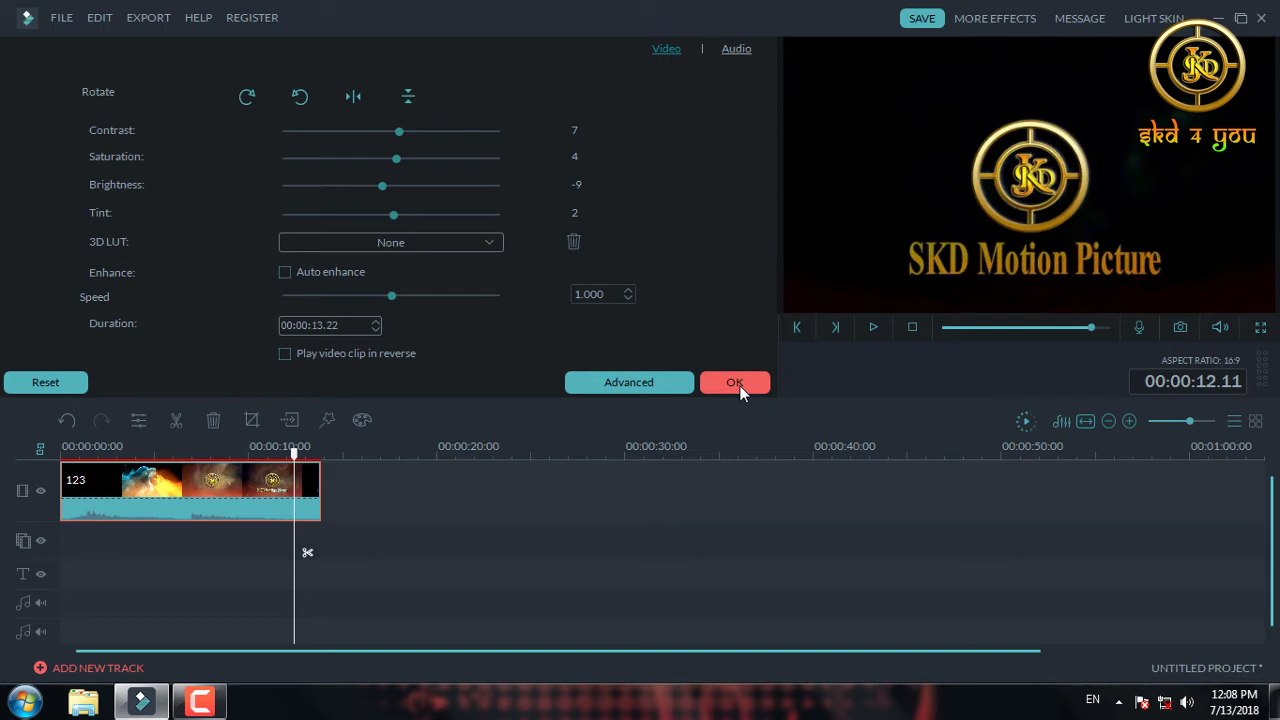 FILE EDIT EXPORT HELP REGISTER SAVE MORE EFFECTS MESSAGE LIGHT SKIN
Video | Audio
Rotate
Contrast: 7
Saturation: 4
Brightness: -9
Tint: 2
3D LUT: None
Enhance: Auto enhance
Speed 1.000
Duration: 00:00:13.22
Play video clip in reverse
Reset Advanced OK
SKD
skd 4 you
SKD
SKD Motion Picture
ASPECT RATIO: 16:9
00:00:12.11
00:00:00:00 00:00:10:00 00:00:20:00 00:00:30:00 00:00:40:00 00:00:50:00 00:01:00:00
123
T
ADD NEW TRACK UNTITLED PROJECT *
EN 12:08 PM
7/13/2018